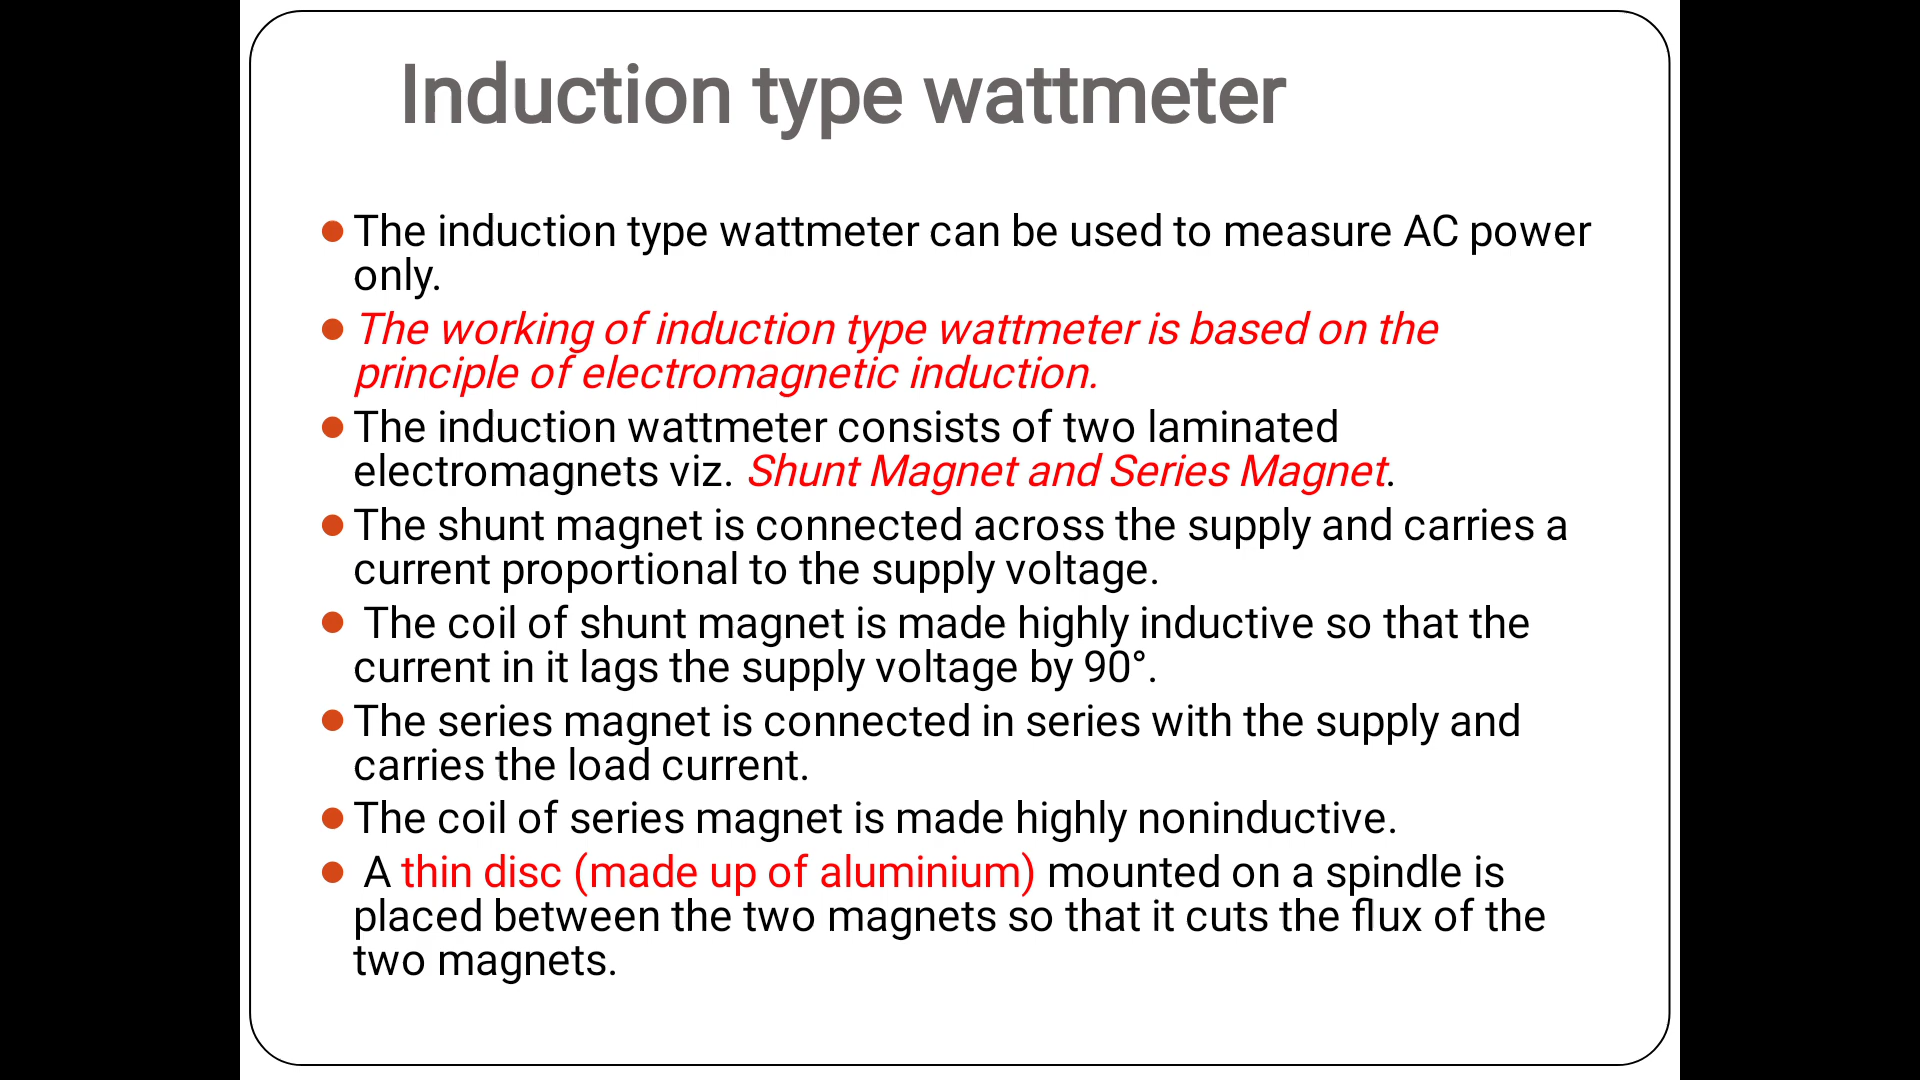 Induction type wattmeter
The induction type wattmeter can be used to measure AC power
only.
The working of induction type wattmeter is based on the
principle of electromagnetic induction.
The induction wattmeter consists of two laminated
electromagnets viz. Shunt Magnet and Series Magnet.
The shunt magnet is connected across the supply and carries a
current proportional to the supply voltage.
The coil of shunt magnet is made highly inductive so that the
current in it lags the supply voltage by 90°.
The series magnet is connected in series with the supply and
carries the load current.
The coil of series magnet is made highly noninductive.
A thin disc (made up of aluminium) mounted on a spindle is
placed between the two magnets so that it cuts the flux of the
two magnets.